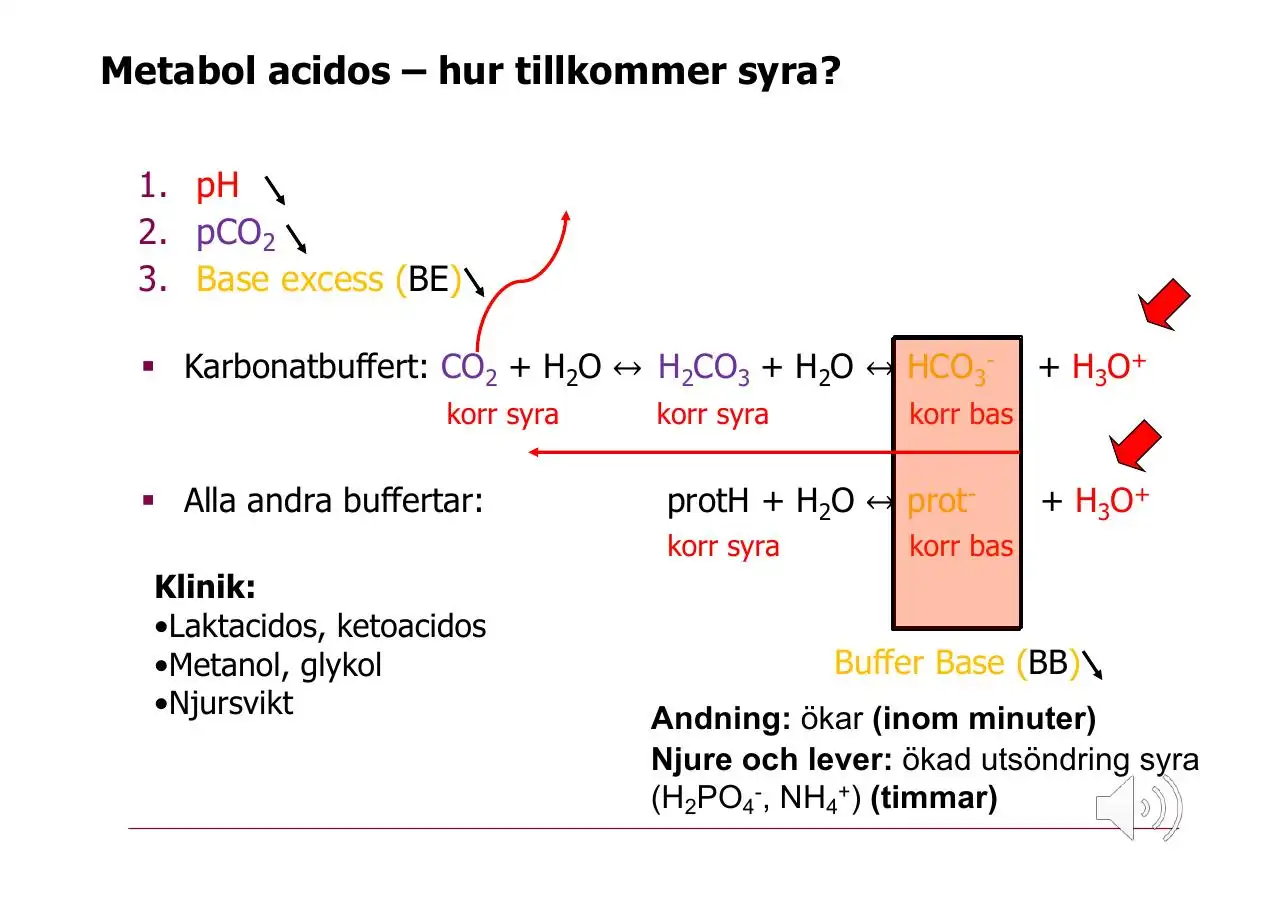 Metabol acidos – hur tillkommer syra?
1. pH
2. pCO₂
3. Base excess (BE)
▪ Karbonatbuffert: CO₂ + H₂O ↔ H₂CO₃ + H₂O ↔ HCO₃⁻ + H₃O⁺
korr syra korr syra korr bas
▪ Alla andra buffertar: protH + H₂O ↔ prot⁻ + H₃O⁺
korr syra korr bas
Klinik:
•Laktacidos, ketoacidos
•Metanol, glykol
•Njursvikt
Buffer Base (BB)
Andning: ökar (inom minuter)
Njure och lever: ökad utsöndring syra
(H₂PO₄⁻, NH₄⁺) (timmar)